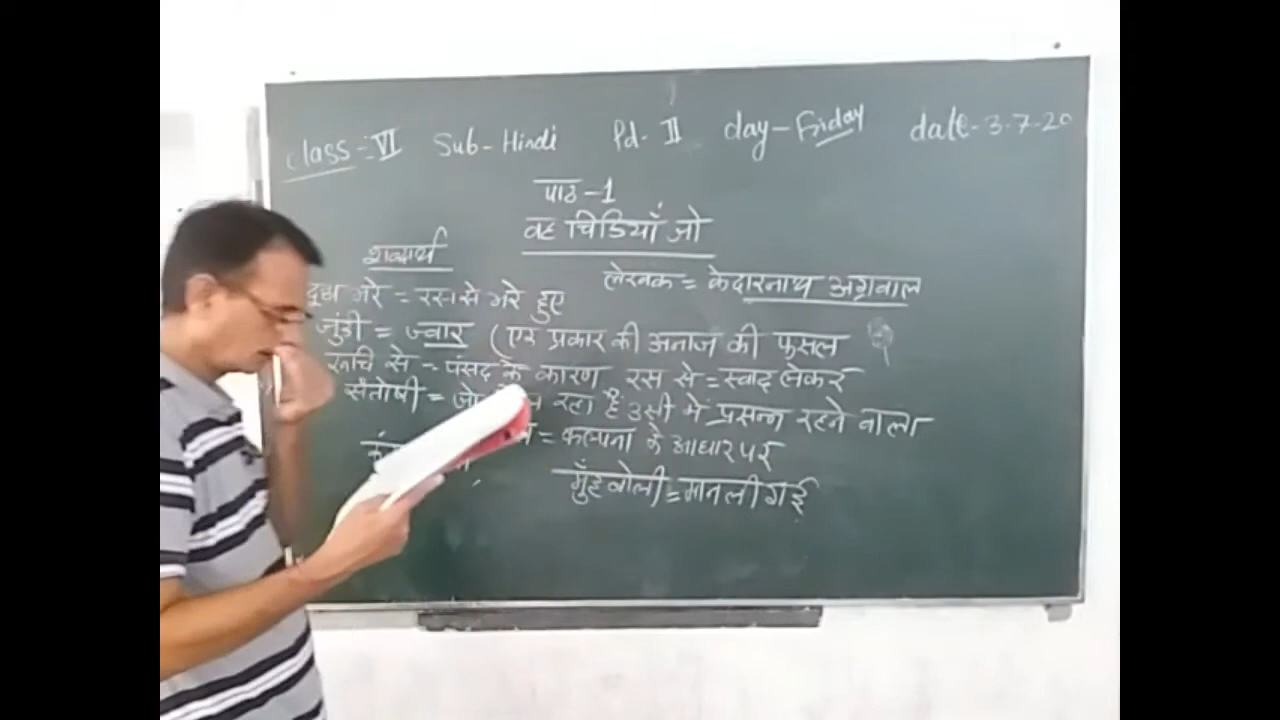 class - VI Sub - Hindi Pd - II day - Friday date - 3-7-20
पाठ - 1
वह चिडियाँ जो
शब्दार्थ
लेखक = केदारनाथ अग्रवाल
दूध भरे = रस से भरे हुए
जुंडी = ज्वार (एक प्रकार की अनाज की फसल
रूचि से = पंसद के कारण रस से = स्वाद लेकर
संतोषी = जो रहा है उसी में प्रसन्न रहने वाला
= कल्पना के आधार पर
मुँह बोली = मान ली गई